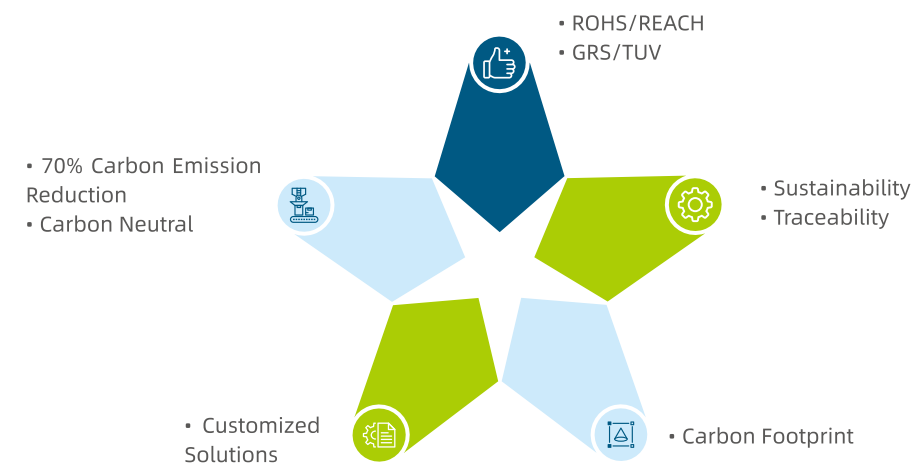 • ROHS/REACH
• GRS/TUV
• 70% Carbon Emission
Reduction
• Carbon Neutral
• Sustainability
• Traceability
• Customized
Solutions
• Carbon Footprint